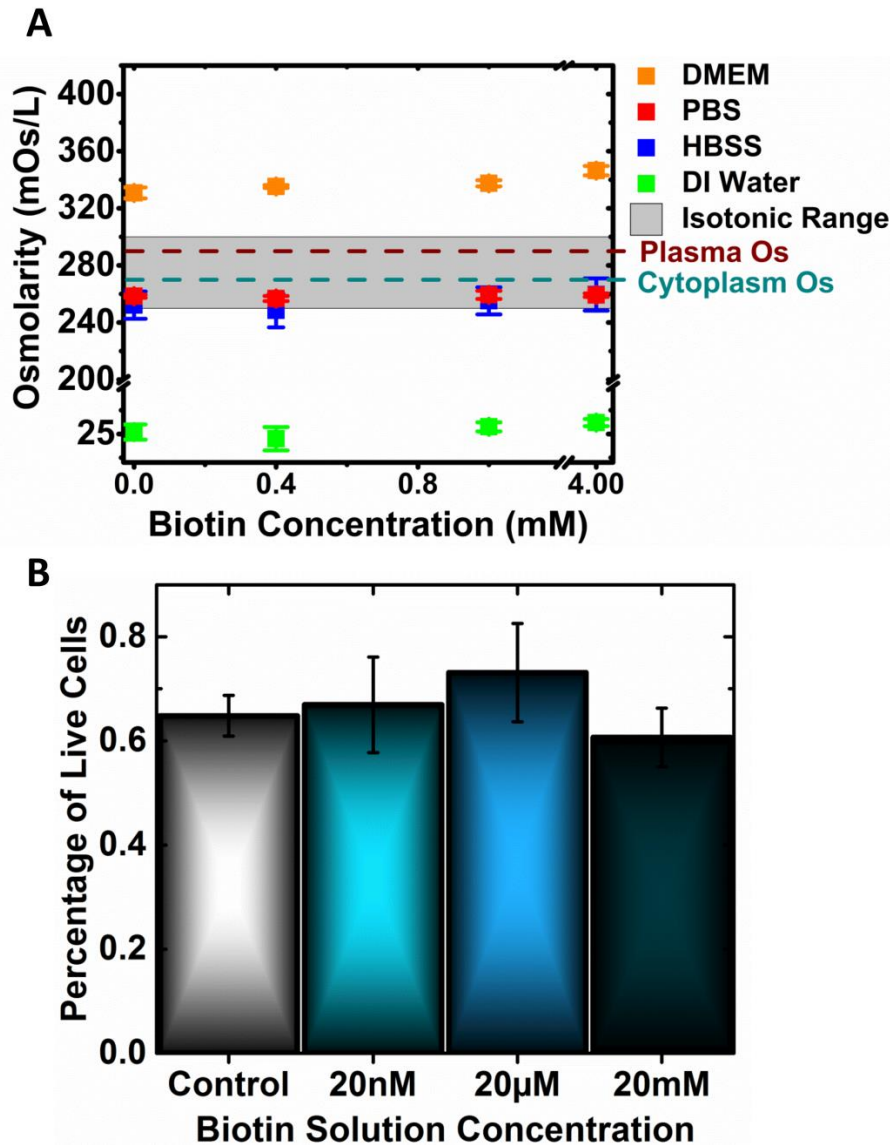 A
Osmolarity (mOs/L)
400
360
320
280
240
200
25
0.0 0.4 0.8 4.00
Biotin Concentration (mM)
DMEM
PBS
HBSS
DI Water
Isotonic Range
Plasma Os
Cytoplasm Os
B
Percentage of Live Cells
0.8
0.6
0.4
0.2
0.0
Control 20nM 20µM 20mM
Biotin Solution Concentration